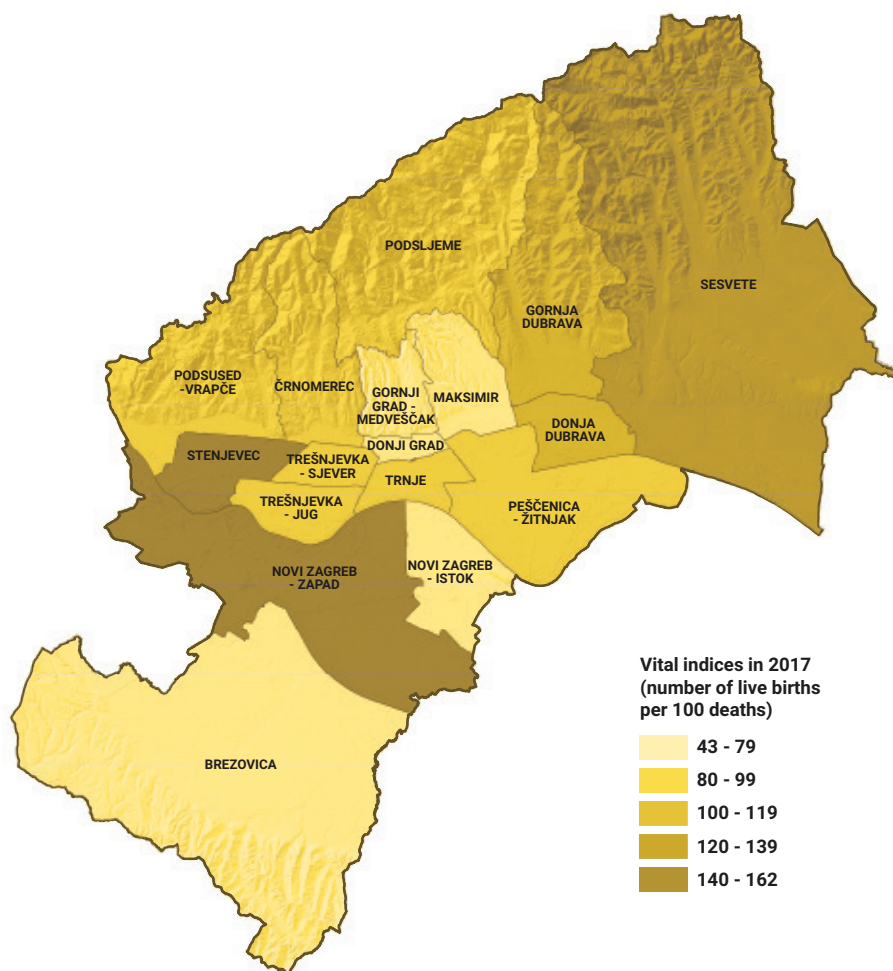 PODSLJEME
SESVETE
GORNJA
DUBRAVA
PODSUSED
-VRAPČE
ČRNOMEREC
GORNJI
GRAD -
MEDVEŠČAK
MAKSIMIR
DONJA
DUBRAVA
DONJI GRAD
STENJEVEC
TREŠNJEVKA
- SJEVER
TRNJE
TREŠNJEVKA
- JUG
PEŠČENICA
- ŽITNJAK
NOVI ZAGREB
- ZAPAD
NOVI ZAGREB
- ISTOK
BREZOVICA
Vital indices in 2017
(number of live births
per 100 deaths)
43 - 79
80 - 99
100 - 119
120 - 139
140 - 162